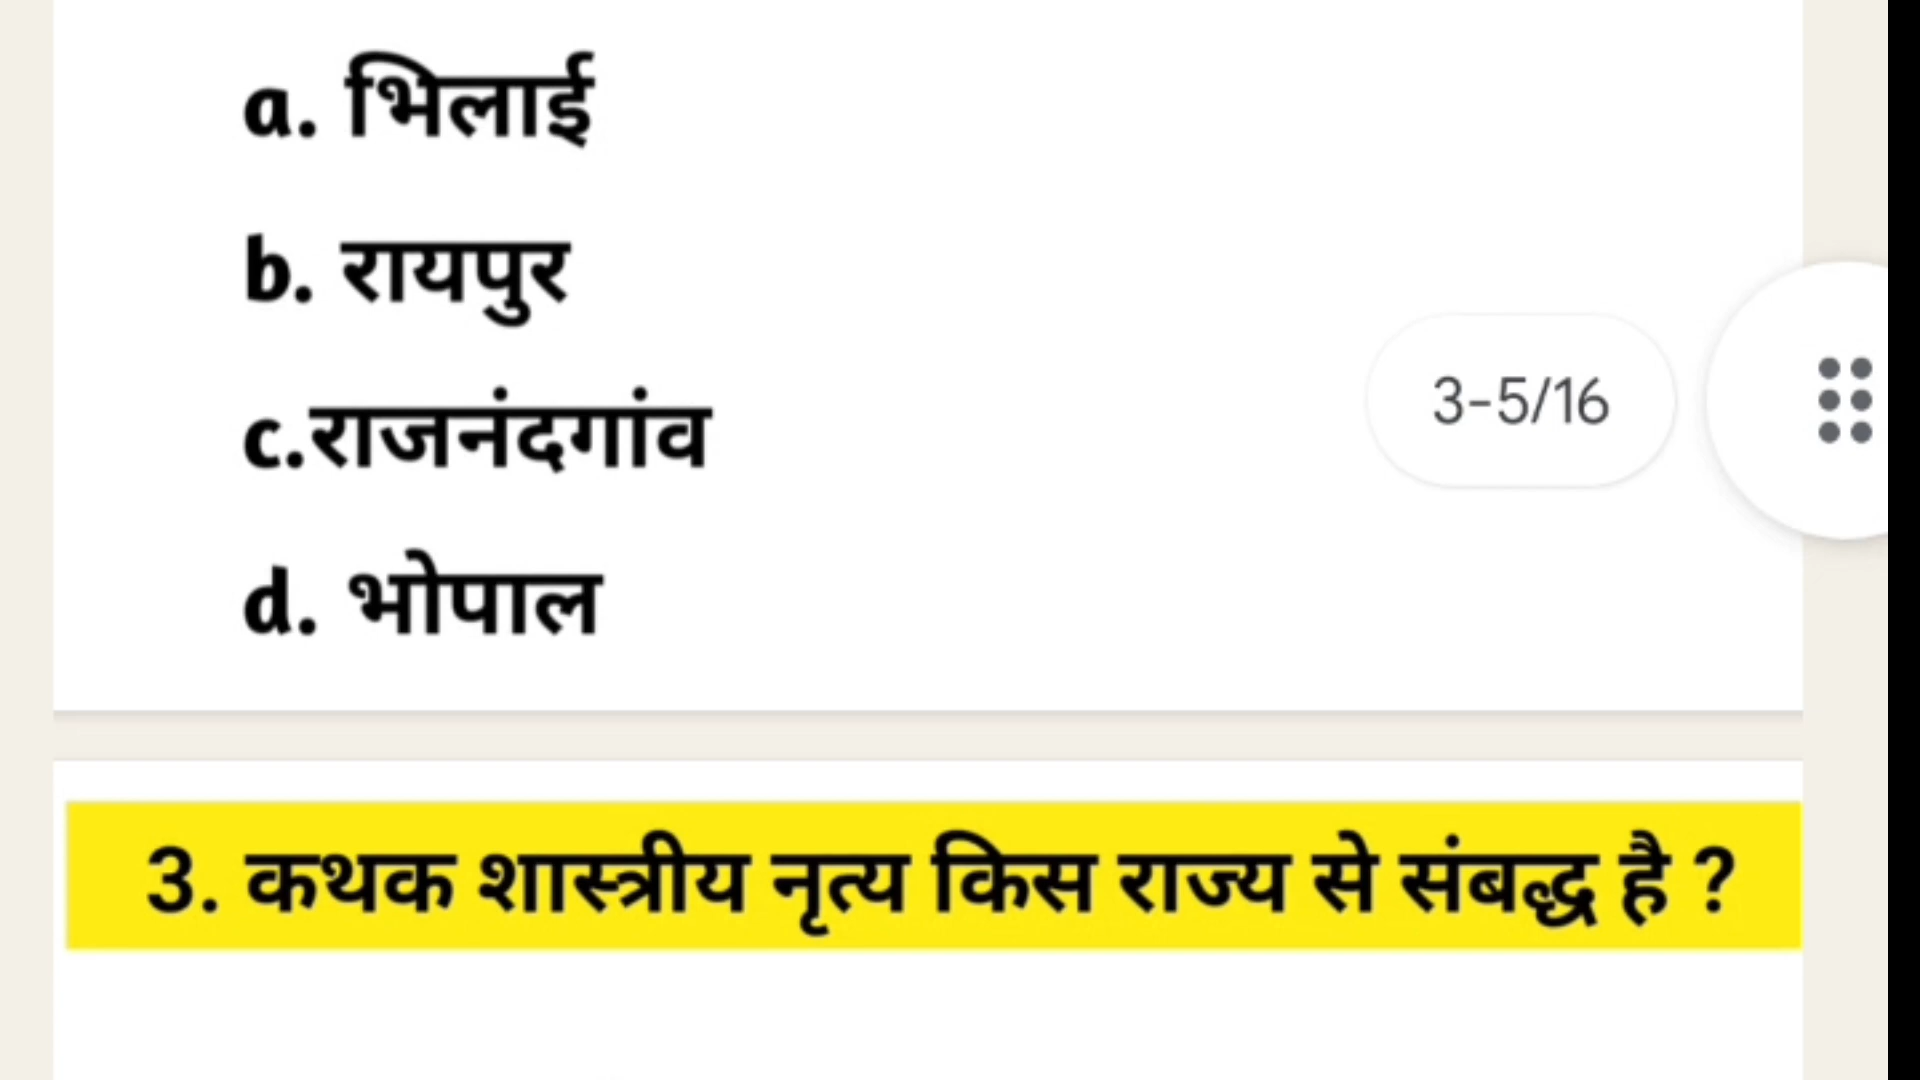 a. भिलाई
b. रायपुर
c.राजनंदगांव
3-5/16
d. भोपाल
3. कथक शास्त्रीय नृत्य किस राज्य से संबद्ध है ?